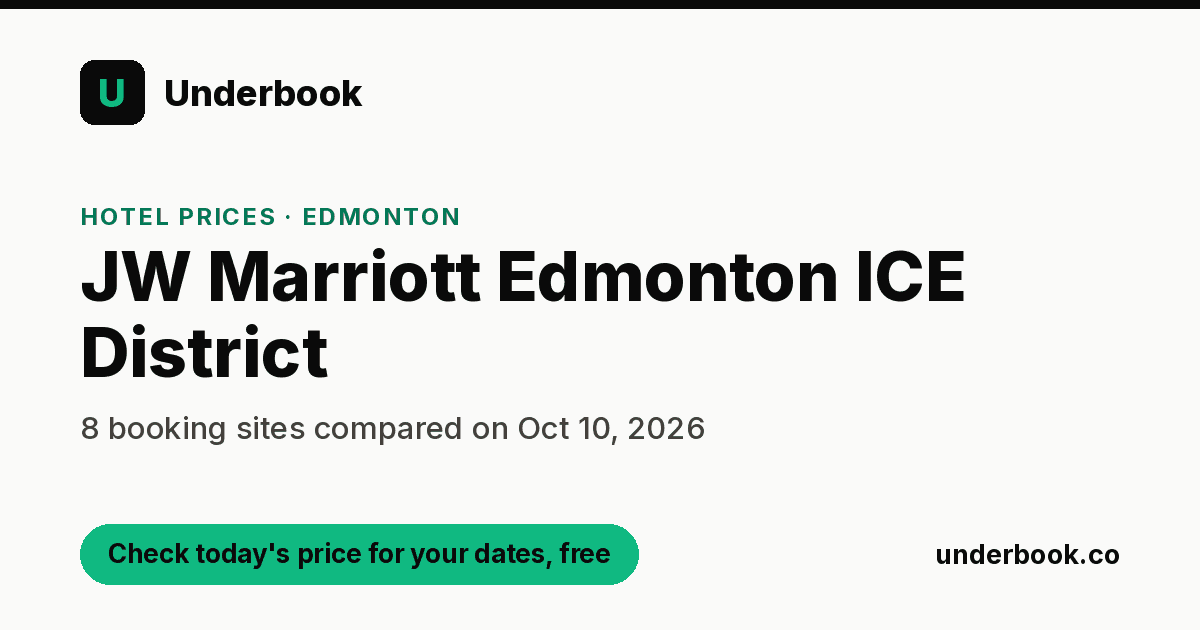 U
Underbook
HOTEL PRICES · EDMONTON
JW Marriott Edmonton ICE
District
8 booking sites compared on Oct 10, 2026
Check today's price for your dates, free
underbook.co